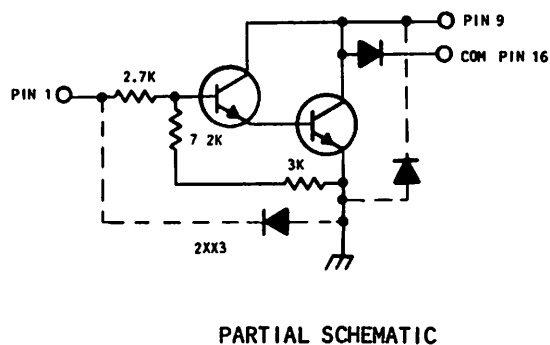 PIN 9
COM PIN 16
2.7K
PIN 1
7 2K
3K
2XX3
PARTIAL SCHEMATIC